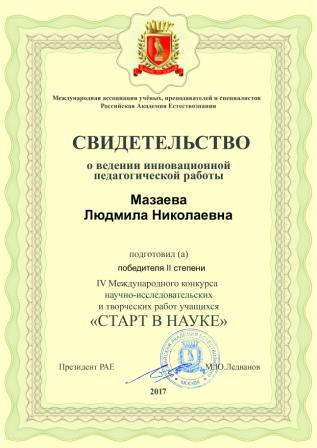 Международная ассоциация учёных, преподавателей и специалистов
Российская Академия Естествознания
СВИДЕТЕЛЬСТВО
о ведении инновационной
педагогической работы
Мазаева
Людмила Николаевна
подготовил (а)
победителя II степени
IV Международного конкурса
научно-исследовательских
и творческих работ учащихся
«СТАРТ В НАУКЕ»
Президент РАЕ М.Ю.Ледванов
МОСКВА
2017